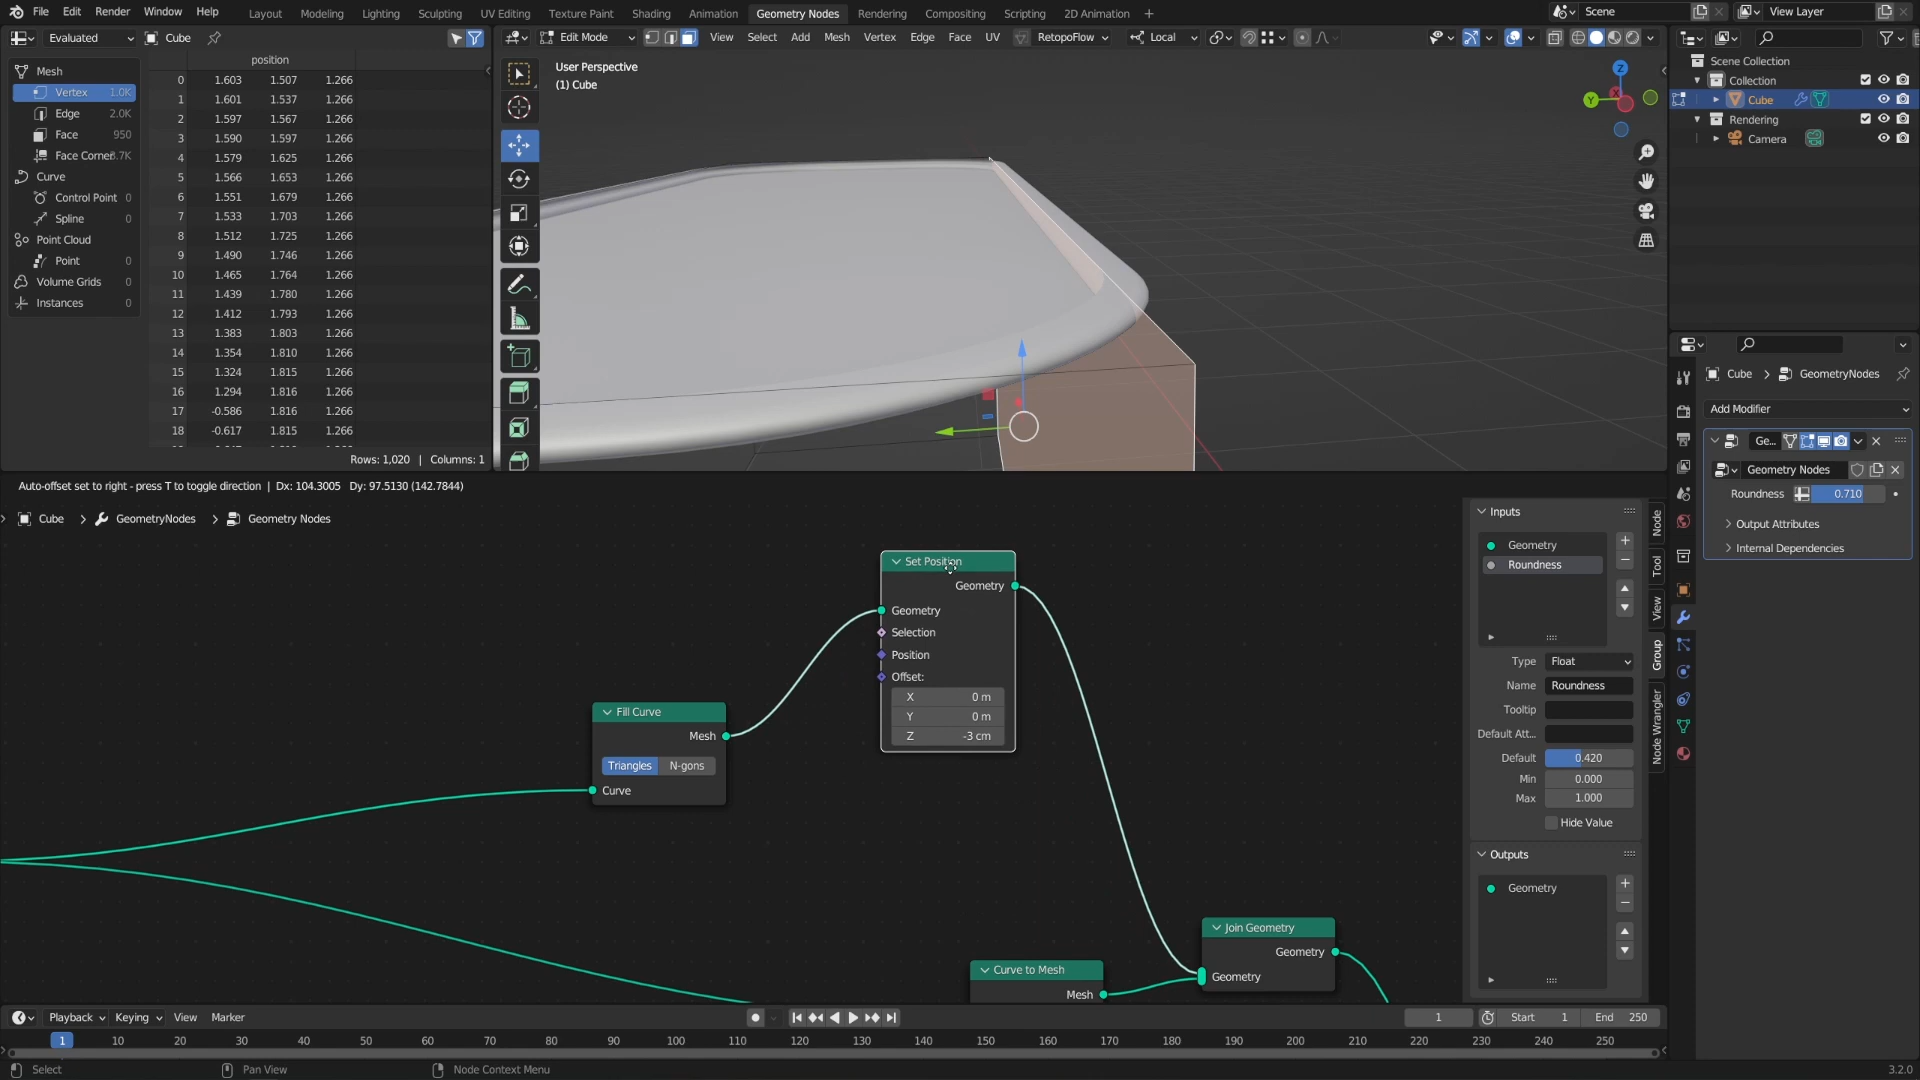 File Edit Render Window Help Layout Modeling Lighting Sculpting UV Editing Texture Paint Shading Animation Geometry Nodes Rendering Compositing Scripting 2D Animation + Scene View Layer
Evaluated Cube
Edit Mode View Select Add Mesh Vertex Edge Face UV RetopoFlow Local
position
Mesh
Vertex 1.0K
Edge 2.0K
Face 950
Face Corner 3.7K
Curve
Control Point 0
Spline 0
Point Cloud
Point 0
Volume Grids 0
Instances 0
0 1.603 1.507 1.266
1 1.601 1.537 1.266
2 1.597 1.567 1.266
3 1.590 1.597 1.266
4 1.579 1.625 1.266
5 1.566 1.653 1.266
6 1.551 1.679 1.266
7 1.533 1.703 1.266
8 1.512 1.725 1.266
9 1.490 1.746 1.266
10 1.465 1.764 1.266
11 1.439 1.780 1.266
12 1.412 1.793 1.266
13 1.383 1.803 1.266
14 1.354 1.810 1.266
15 1.324 1.815 1.266
16 1.294 1.816 1.266
17 -0.586 1.816 1.266
18 -0.617 1.815 1.266
Rows: 1,020 | Columns: 1
User Perspective
(1) Cube
Z
Y
X
Scene Collection
Collection
Cube
Rendering
Camera
Cube > GeometryNodes
Add Modifier
Ge...
Geometry Nodes
Roundness 0.710
Output Attributes
Internal Dependencies
Auto-offset set to right - press T to toggle direction | Dx: 104.3005 Dy: 97.5130 (142.7844)
Cube > GeometryNodes > Geometry Nodes
Set Position
Geometry
Geometry
Selection
Position
Offset:
X 0 m
Y 0 m
Z -3 cm
Fill Curve
Mesh
Triangles N-gons
Curve
Join Geometry
Geometry
Geometry
Curve to Mesh
Mesh
Inputs
Geometry
Roundness
Type Float
Name Roundness
Tooltip
Default Att...
Default 0.420
Min 0.000
Max 1.000
Hide Value
Outputs
Geometry
Node
Tool
View
Group
Node Wrangler
Playback Keying View Marker 1 Start 1 End 250
1 10 20 30 40 50 60 70 80 90 100 110 120 130 140 150 160 170 180 190 200 210 220 230 240 250
Select Pan View Node Context Menu 3.2.0